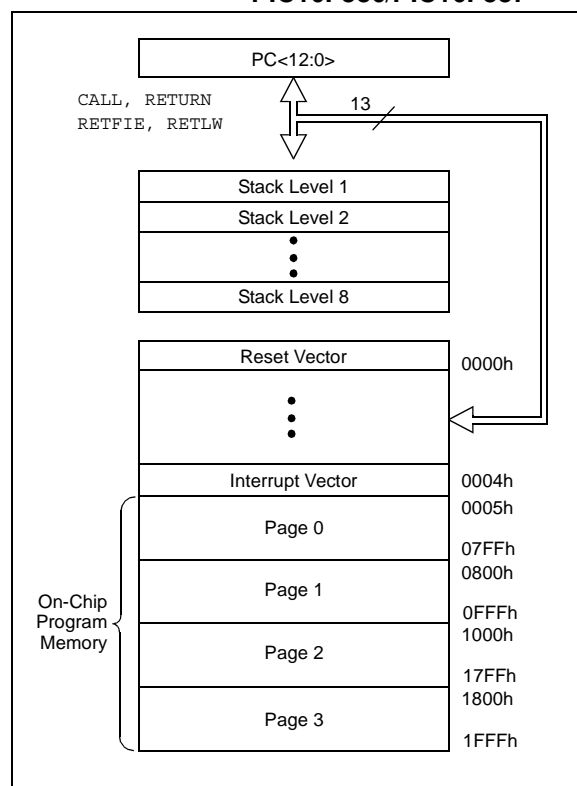 PC<12:0>
CALL, RETURN
RETFIE, RETLW
13
Stack Level 1
Stack Level 2
Stack Level 8
Reset Vector
0000h
Interrupt Vector
0004h
0005h
Page 0
07FFh
0800h
Page 1
0FFFh
1000h
Page 2
17FFh
1800h
Page 3
1FFFh
On-Chip
Program
Memory